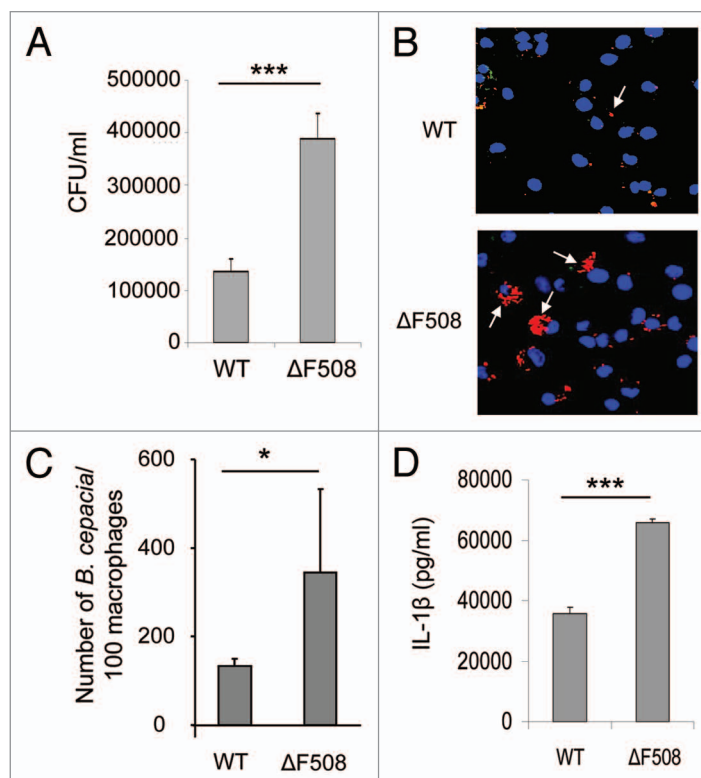 A
CFU/ml
500000
400000
300000
200000
100000
0
***
WT
ΔF508
B
WT
ΔF508
C
Number of B. cepacia/
100 macrophages
600
400
200
0
*
WT
ΔF508
D
IL-1β (pg/ml)
80000
60000
40000
20000
0
***
WT
ΔF508